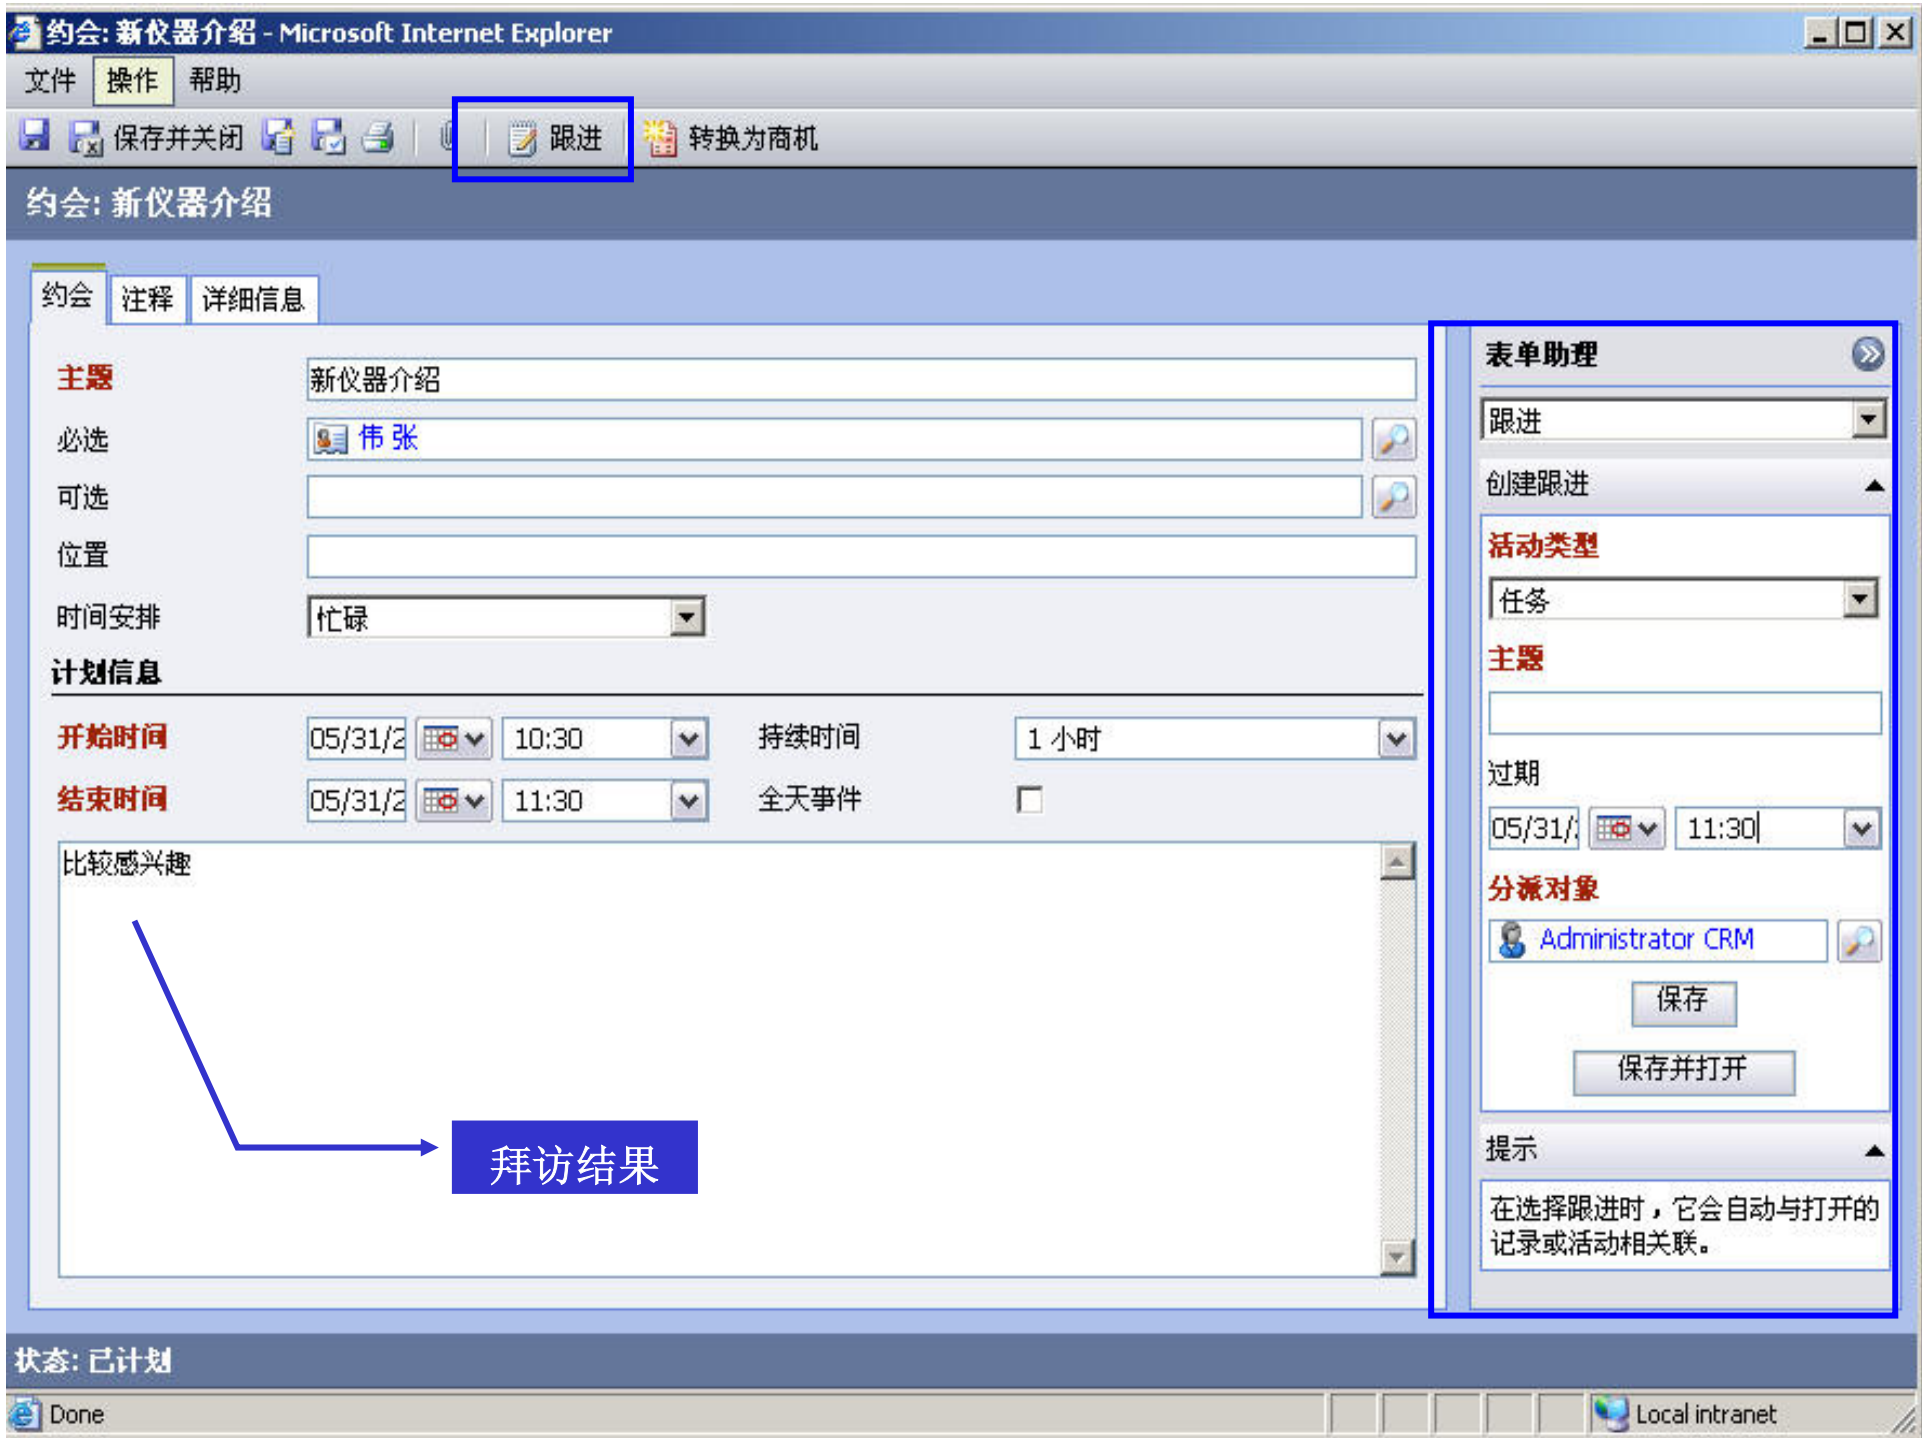 约会: 新仪器介绍 - Microsoft Internet Explorer
文件 操作 帮助
保存并关闭 跟进 转换为商机
约会: 新仪器介绍
约会 注释 详细信息
主题 新仪器介绍
必选 伟 张
可选
位置
时间安排 忙碌
计划信息
开始时间 05/31/2 10:30 持续时间 1 小时
结束时间 05/31/2 11:30 全天事件
比较感兴趣
拜访结果
表单助理
跟进
创建跟进
活动类型
任务
主题
过期
05/31/ 11:30
分派对象
Administrator CRM
保存
保存并打开
提示
在选择跟进时，它会自动与打开的
记录或活动相关联。
状态: 已计划
Done Local intranet